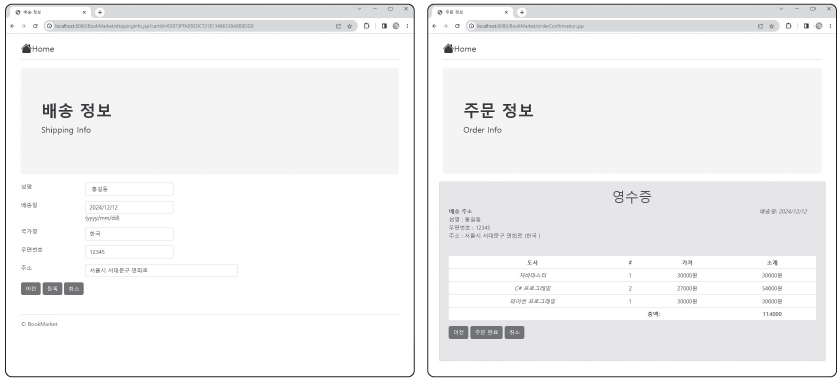 배송 정보
localhost:8080/BookMarket/shippingInfo.jsp?cartId=
Home
배송 정보
Shipping Info
성명 홍길동
배송일 2024/12/12
(yyyy/mm/dd)
국가명 한국
우편번호 12345
주소 서울시 서대문구 연희로
이전 등록 취소
© BookMarket
주문 정보
localhost:8080/BookMarket/orderConfirmation.jsp
Home
주문 정보
Order Info
영수증
배송 주소 배송일: 2024/12/12
성명 : 홍길동
우편번호 : 12345
주소 : 서울시 서대문구 연희로 (한국 )
도서 # 가격 소계
자바마스터 1 30000원 30000원
C# 프로그래밍 2 27000원 54000원
파이썬 프로그래밍 1 30000원 30000원
총액: 114000
이전 주문 완료 취소